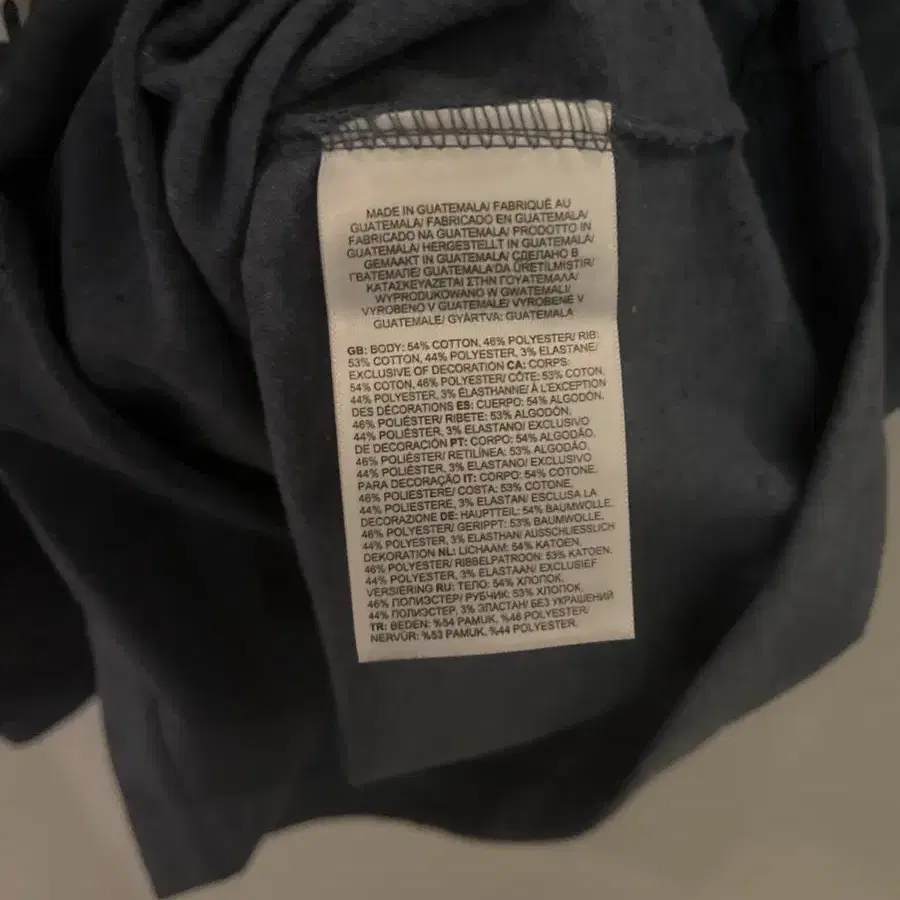 MADE IN GUATEMALA/ FABRIQUÉ AU
GUATEMALA/ FABRICADO EN GUATEMALA/
FABRICADO NA GUATEMALA/ PRODOTTO IN
GUATEMALA/ HERGESTELLT IN GUATEMALA/
GEMAAKT IN GUATEMALA/ СДЕЛАНО В
ГВАТЕМАЛЕ/ GUATEMALA'DA ÜRETILMISTIR/
ΚΑΤΑΣΚΕΥΑΖΕΤΑΙ ΣΤΗΝ ΓΟΥΑΤΕΜΑΛΑ/
WYPRODUKOWANO W GWATEMALI/
VYROBENO V GUATEMALE/ VYROBENE V
GUATEMALE/ GYÁRTVA: GUATEMALA
GB: BODY: 54% COTTON, 46% POLYESTER/ RIB:
53% COTTON, 44% POLYESTER, 3% ELASTANE/
EXCLUSIVE OF DECORATION CA: CORPS:
54% COTON, 46% POLYESTER/ CÔTE: 53% COTON,
44% POLYESTER, 3% ÉLASTHANNE/ À L'EXCEPTION
DES DÉCORATIONS ES: CUERPO: 54% ALGODÓN,
46% POLIÉSTER/ RIBETE: 53% ALGODÓN,
44% POLIÉSTER, 3% ELASTANO/ EXCLUSIVO
DE DECORACIÓN PT: CORPO: 54% ALGODÃO,
46% POLIÉSTER/ RETILÍNEA: 53% ALGODÃO,
44% POLIÉSTER, 3% ELASTANO/ EXCLUSIVO
PARA DECORAÇÃO IT: CORPO: 54% COTONE,
46% POLIESTERE/ COSTA: 53% COTONE,
44% POLIESTERE, 3% ELASTAN/ ESCLUSA LA
DECORAZIONE DE: HAUPTTEIL: 54% BAUMWOLLE,
46% POLYESTER/ GERIPPT: 53% BAUMWOLLE,
44% POLYESTER, 3% ELASTHAN/ AUSSCHLIESSLICH
DEKORATION NL: LICHAAM: 54% KATOEN,
46% POLYESTER/ RIBBELPATROON: 53% KATOEN,
44% POLYESTER, 3% ELASTAAN/ EXCLUSIEF
VERSIERING RU: ТЕЛО: 54% ХЛОПОК,
46% ПОЛИЭСТЕР/ РУБЧИК: 53% ХЛОПОК,
44% ПОЛИЭСТЕР, 3% ЭЛАСТАН/ БЕЗ УКРАШЕНИЙ
TR: BEDEN: %54 PAMUK, %46 POLYESTER/
NERVÜR: %53 PAMUK, %44 POLYESTER,